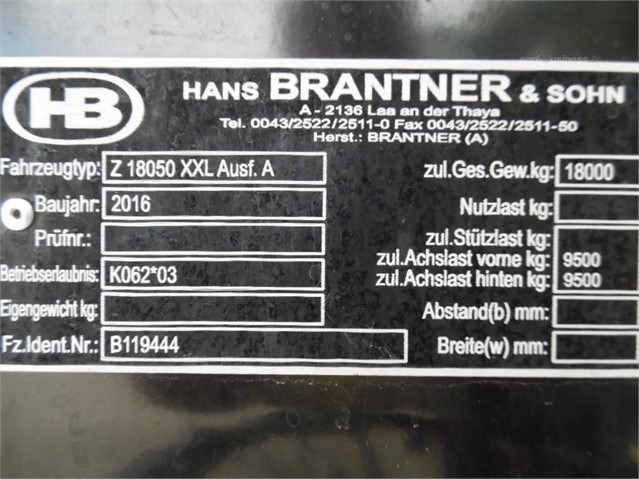 HB
HANS BRANTNER & SOHN
A - 2136 Laa an der Thaya
Tel. 0043/2522/2511-0 Fax 0043/2522/2511-50
Herst.: BRANTNER (A)
Fahrzeugtyp: Z 18050 XXL Ausf. A
Baujahr: 2016
Prüfnr.:
Betriebserlaubnis: K062*03
Eigengewicht kg:
Fz.Ident.Nr.: B119444
zul.Ges.Gew.kg: 18000
Nutzlast kg:
zul.Stützlast kg:
zul.Achslast vorne kg: 9500
zul.Achslast hinten kg: 9500
Abstand(b) mm:
Breite(w) mm: